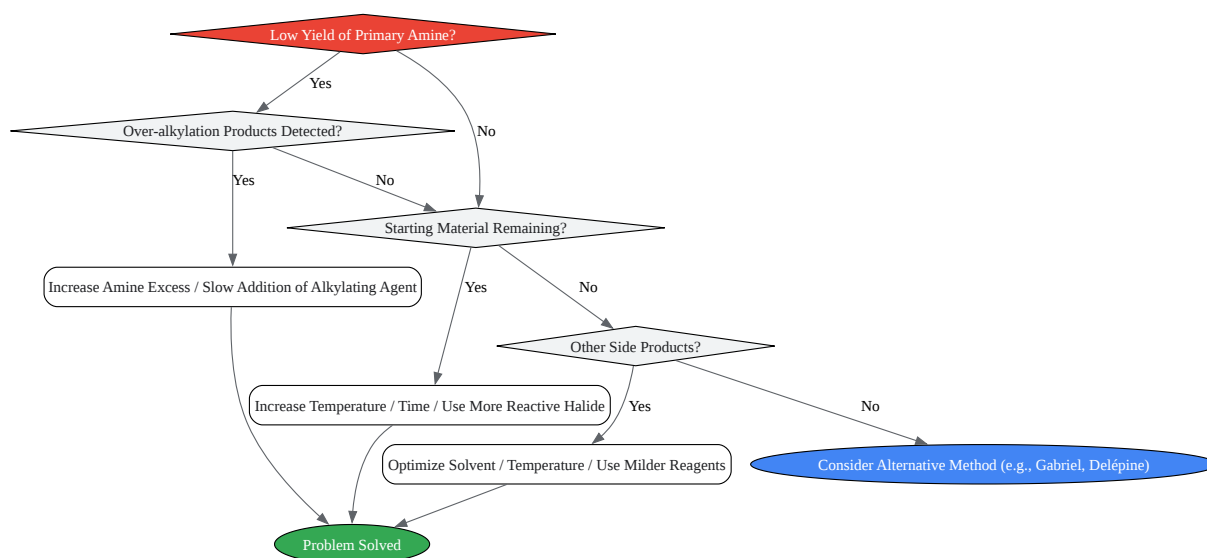 Low Yield of Primary Amine?
Yes
Over-alkylation Products Detected?
No
Yes
No
Starting Material Remaining?
Increase Amine Excess / Slow Addition of Alkylating Agent
Yes
No
Other Side Products?
Increase Temperature / Time / Use More Reactive Halide
Yes
No
Optimize Solvent / Temperature / Use Milder Reagents
Consider Alternative Method (e.g., Gabriel, Delépine)
Problem Solved